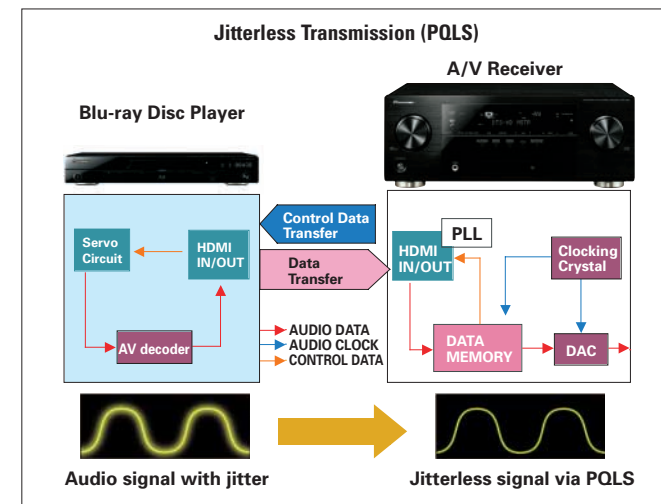 Jitterless Transmission (PQLS)
A/V Receiver
Blu-ray Disc Player
Pioneer
Control Data
Transfer
Data
Transfer
Servo
Circuit
HDMI
IN/OUT
AV decoder
AUDIO DATA
AUDIO CLOCK
CONTROL DATA
HDMI
IN/OUT
PLL
Clocking
Crystal
DATA
MEMORY
DAC
Audio signal with jitter
Jitterless signal via PQLS